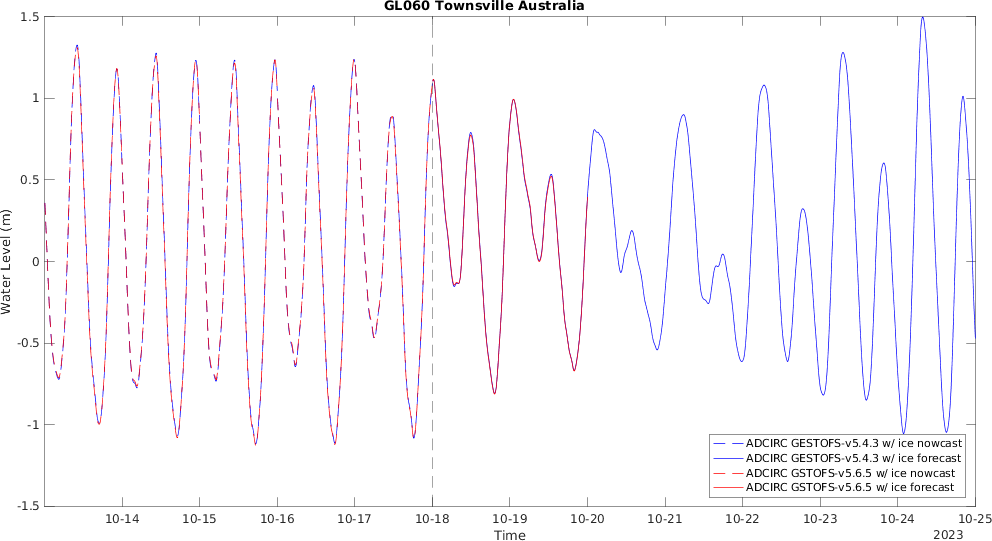 GL060 Townsville Australia
Water Level (m)
1.5
1
0.5
0
-0.5
-1
-1.5
ADCIRC GESTOFS-v5.4.3 w/ ice nowcast
ADCIRC GESTOFS-v5.4.3 w/ ice forecast
ADCIRC GSTOFS-v5.6.5 w/ ice nowcast
ADCIRC GSTOFS-v5.6.5 w/ ice forecast
10-14 10-15 10-16 10-17 10-18 10-19 10-20 10-21 10-22 10-23 10-24 10-25
Time
2023